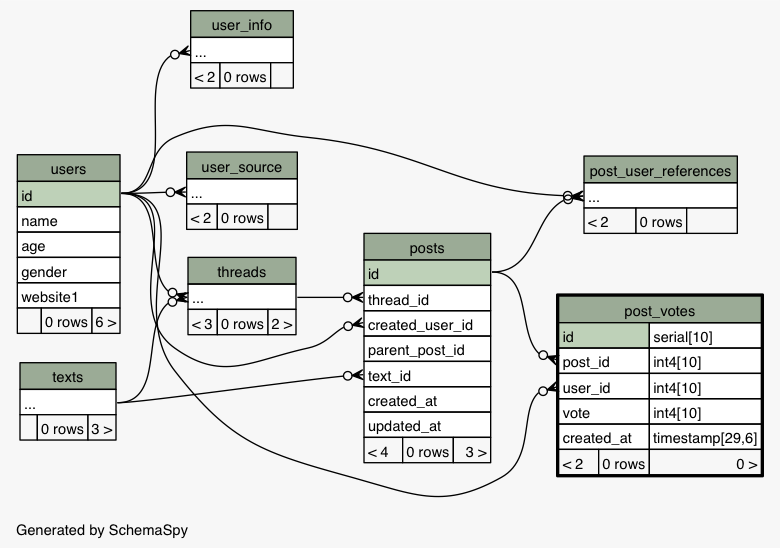 user_info
...
< 2 0 rows
users
id
name
age
gender
website1
0 rows 6 >
user_source
...
< 2 0 rows
post_user_references
...
< 2 0 rows
threads
...
< 3 0 rows 2 >
posts
id
thread_id
created_user_id
parent_post_id
text_id
created_at
updated_at
< 4 0 rows 3 >
post_votes
id serial[10]
post_id int4[10]
user_id int4[10]
vote int4[10]
created_at timestamp[29,6]
< 2 0 rows 0 >
texts
...
0 rows 3 >
Generated by SchemaSpy